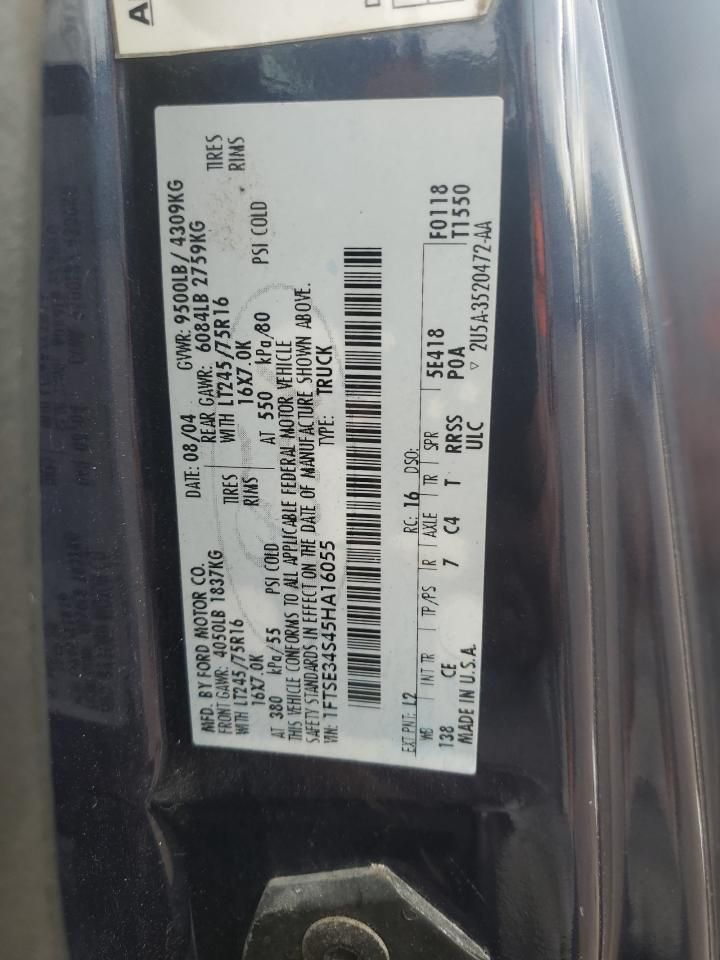 MFD. BY FORD MOTOR CO. DATE: 08/04 GVWR: 9500LB / 4309KG
FRONT GAWR: 4050LB 1837KG REAR GAWR: 6084LB 2759KG
WITH LT245/75R16 TIRES WITH LT245/75R16 TIRES
16X7.0K RIMS 16X7.0K RIMS
AT 380 kPa/55 PSI COLD AT 550 kPa/80 PSI COLD
THIS VEHICLE CONFORMS TO ALL APPLICABLE FEDERAL MOTOR VEHICLE
SAFETY STANDARDS IN EFFECT ON THE DATE OF MANUFACTURE SHOWN ABOVE.
VIN: 1FTSE34S45HA16055 TYPE: TRUCK
F0118
T1550
EXT PNT: L2 RC: 16 DSO: 5E418
WB INT TR TP/PS R AXLE TR SPR P0A
138 CE 7 C4 T RRSS
MADE IN U.S.A. ULC ▽ 2U5A-3520472-AA